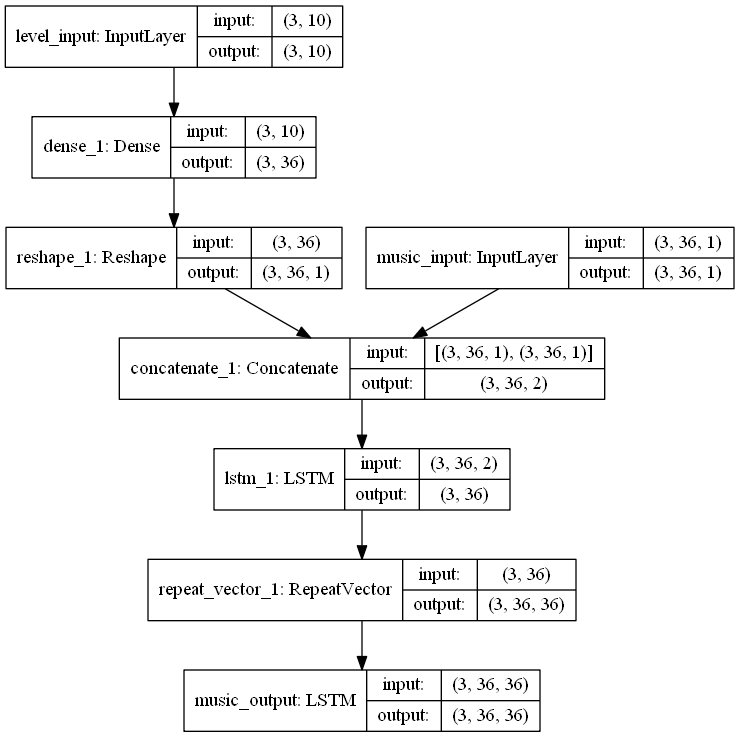 level_input: InputLayer
input: (3, 10)
output: (3, 10)
dense_1: Dense
input: (3, 10)
output: (3, 36)
reshape_1: Reshape
input: (3, 36)
output: (3, 36, 1)
music_input: InputLayer
input: (3, 36, 1)
output: (3, 36, 1)
concatenate_1: Concatenate
input: [(3, 36, 1), (3, 36, 1)]
output: (3, 36, 2)
lstm_1: LSTM
input: (3, 36, 2)
output: (3, 36)
repeat_vector_1: RepeatVector
input: (3, 36)
output: (3, 36, 36)
music_output: LSTM
input: (3, 36, 36)
output: (3, 36, 36)